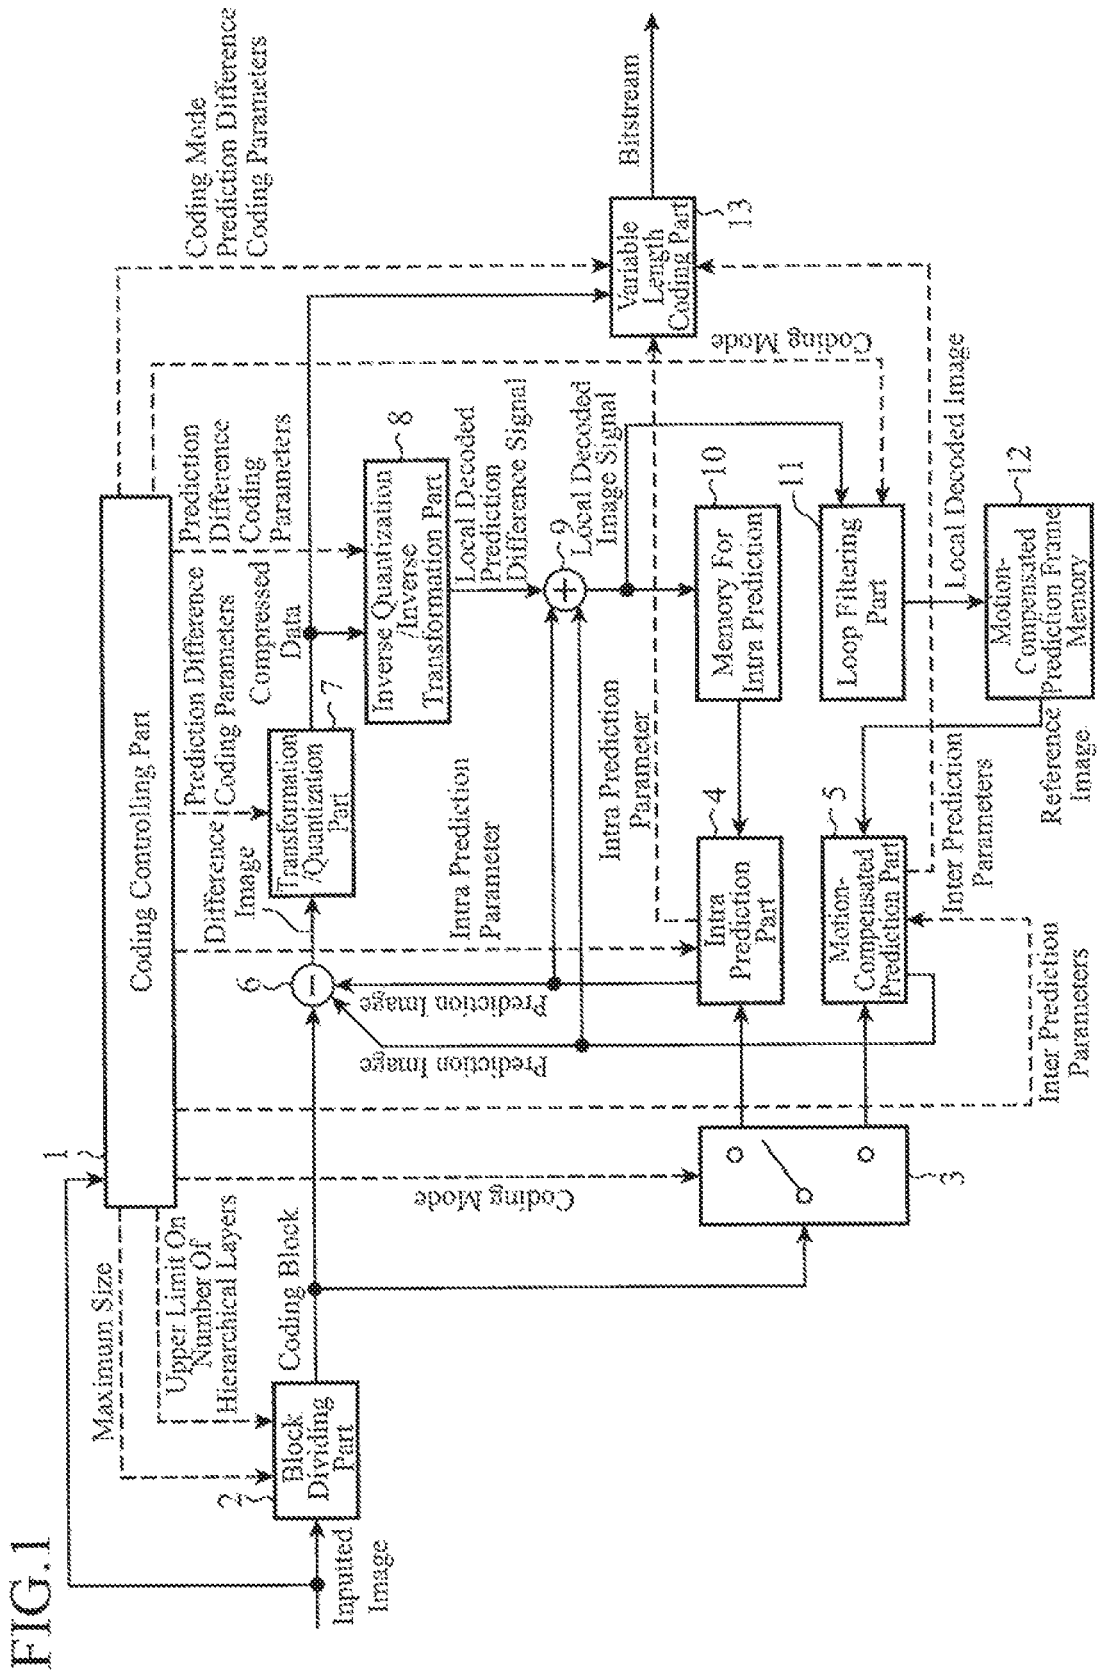 FIG.1
1
Coding Controlling Part
Maximum Size
Upper Limit On
Number Of
Hierarchical Layers
Inputed
Image
2
Block
Dividing
Part
Coding Block
Coding Mode
3
6
Difference
Image
Prediction Difference
Coding Parameters
Transformation
/Quantization
Part
7
Compressed
Data
Prediction
Difference
Coding
Parameters
Inverse Quantization
/Inverse
Transformation Part
8
Local Decoded
Prediction
Difference Signal
9
Local Decoded
Image Signal
Prediction Image
Prediction Image
Intra Prediction
Parameter
Intra Prediction
Parameter
Intra
Prediction
Part
4
Memory For
Intra Prediction
10
Motion-
Compensated
Prediction Part
5
Loop Filtering
Part
11
Inter Prediction
Parameters
Inter Prediction
Parameters
Reference
Image
Motion-
Compensated
Prediction Frame
Memory
12
Local Decoded Image
Coding Mode
Coding Mode
Prediction Difference
Coding Parameters
Variable
Length
Coding Part
13
Bitstream